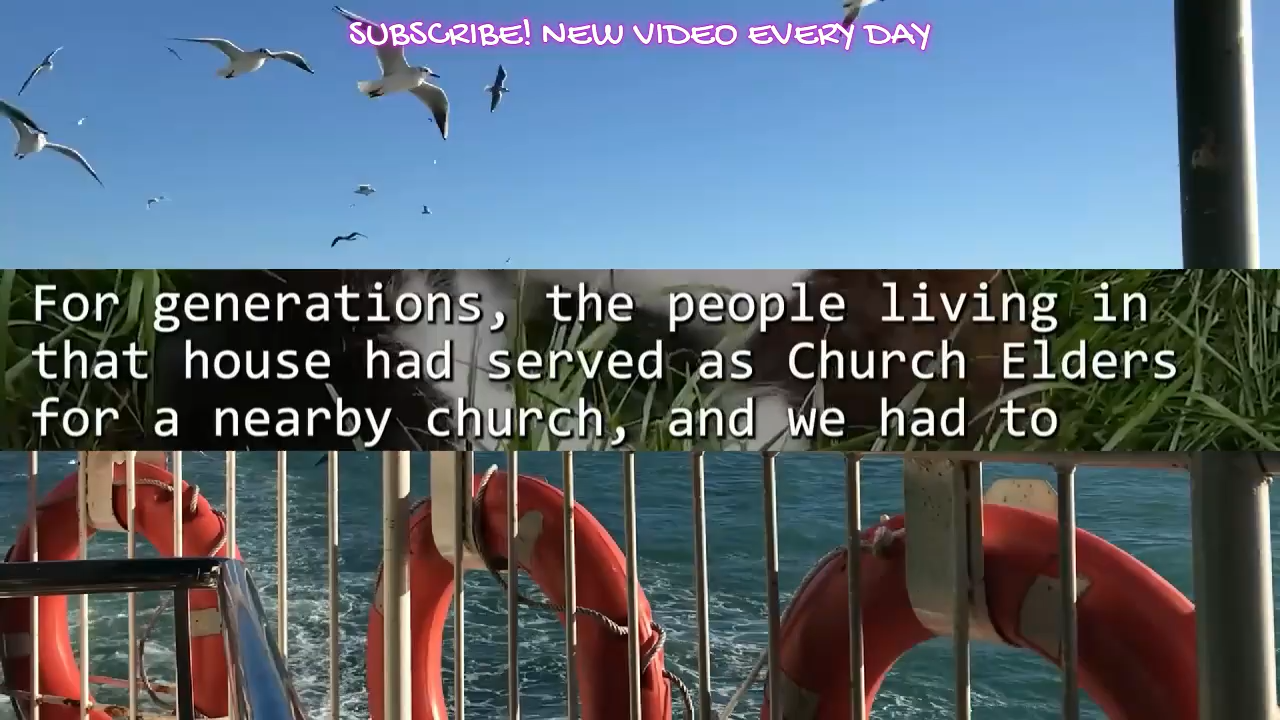 SUBSCRIBE! NEW VIDEO EVERY DAY
For generations, the people living in
that house had served as Church Elders
for a nearby church, and we had to